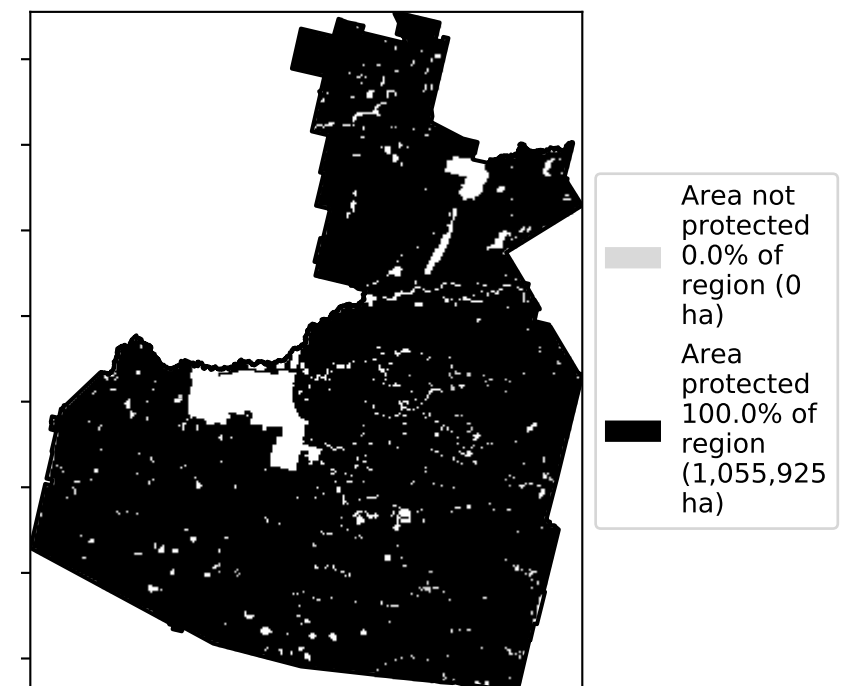 Area not
protected
0.0% of
region (0
ha)
Area
protected
100.0% of
region
(1,055,925
ha)